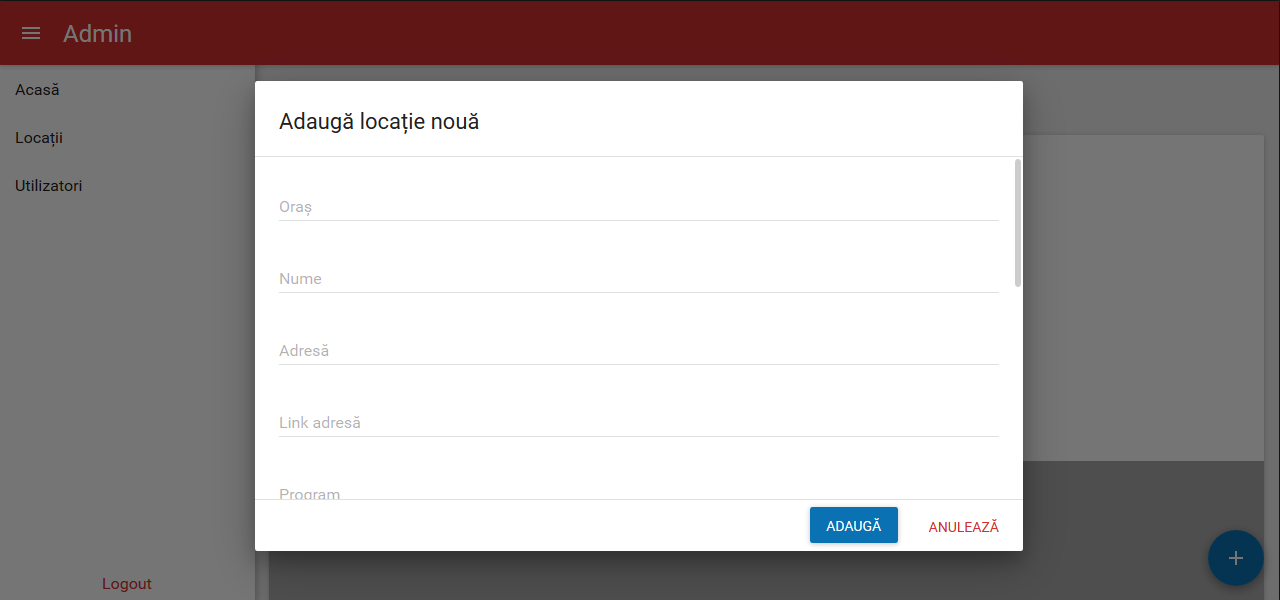 Admin
Acasă
Locații
Utilizatori
Adaugă locație nouă
Oraș
Nume
Adresă
Link adresă
Program
ADAUGĂ
ANULEAZĂ
Logout